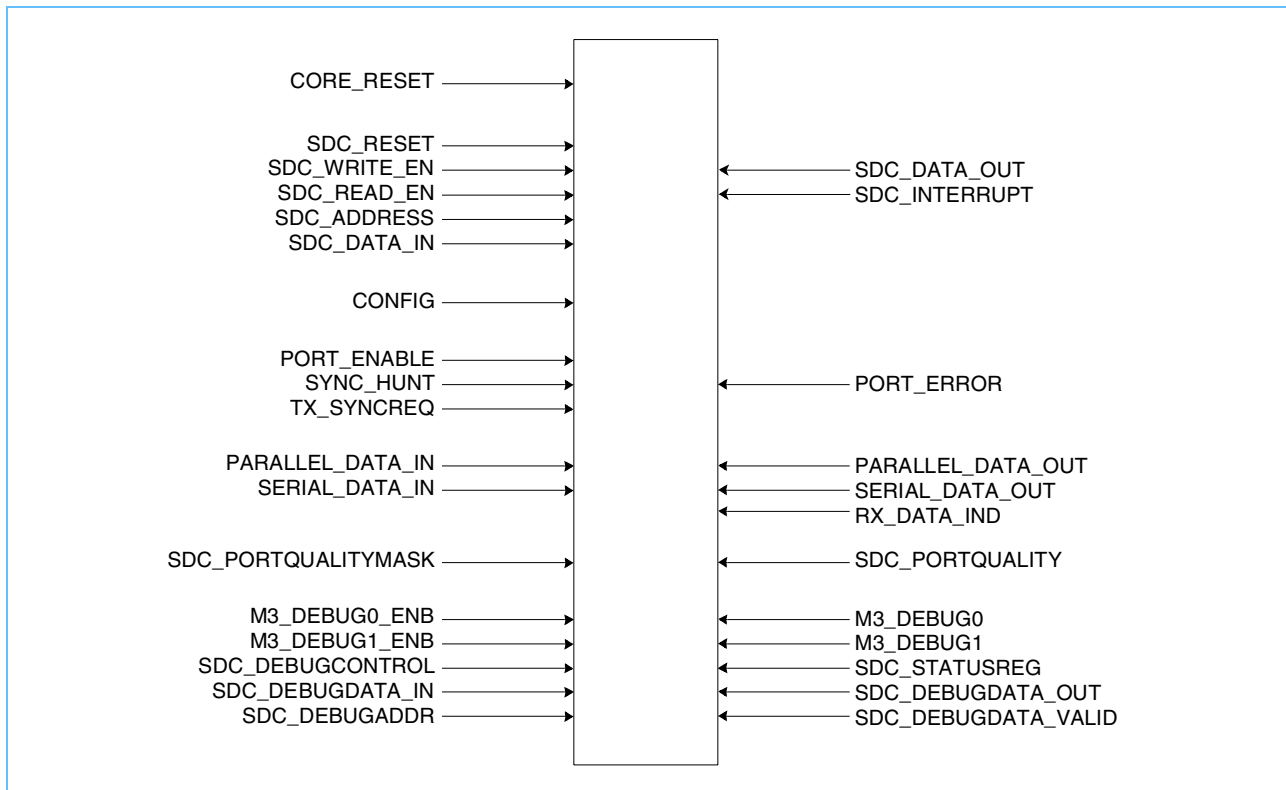 CORE_RESET
SDC_RESET
SDC_WRITE_EN
SDC_READ_EN
SDC_ADDRESS
SDC_DATA_IN
CONFIG
PORT_ENABLE
SYNC_HUNT
TX_SYNCREQ
PARALLEL_DATA_IN
SERIAL_DATA_IN
SDC_PORTQUALITYMASK
M3_DEBUG0_ENB
M3_DEBUG1_ENB
SDC_DEBUGCONTROL
SDC_DEBUGDATA_IN
SDC_DEBUGADDR
SDC_DATA_OUT
SDC_INTERRUPT
PORT_ERROR
PARALLEL_DATA_OUT
SERIAL_DATA_OUT
RX_DATA_IND
SDC_PORTQUALITY
M3_DEBUG0
M3_DEBUG1
SDC_STATUSREG
SDC_DEBUGDATA_OUT
SDC_DEBUGDATA_VALID